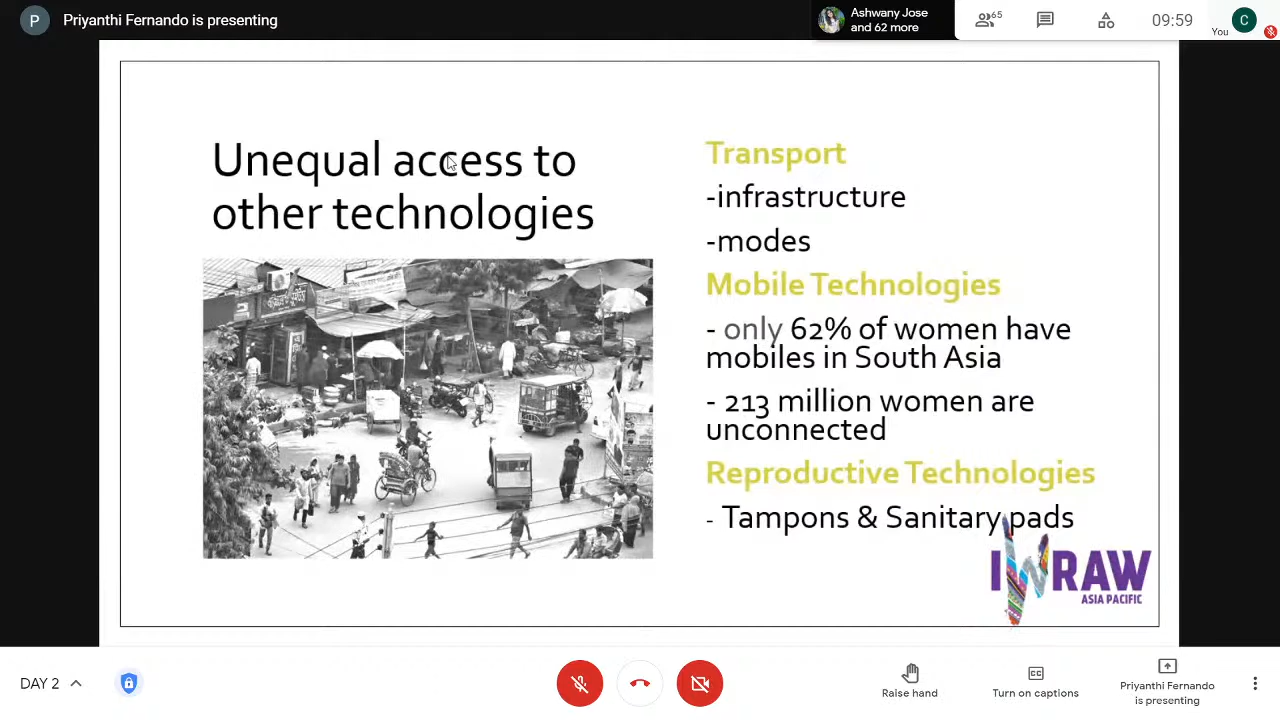 P
Priyanthi Fernando is presenting
Ashwany Jose
and 62 more
65
09:59
You
C
Unequal access to
other technologies
Transport
-infrastructure
-modes
Mobile Technologies
- only 62% of women have
mobiles in South Asia
- 213 million women are
unconnected
Reproductive Technologies
- Tampons & Sanitary pads
IWRAW
ASIA PACIFIC
DAY 2
Raise hand
CC
Turn on captions
Priyanthi Fernando
is presenting